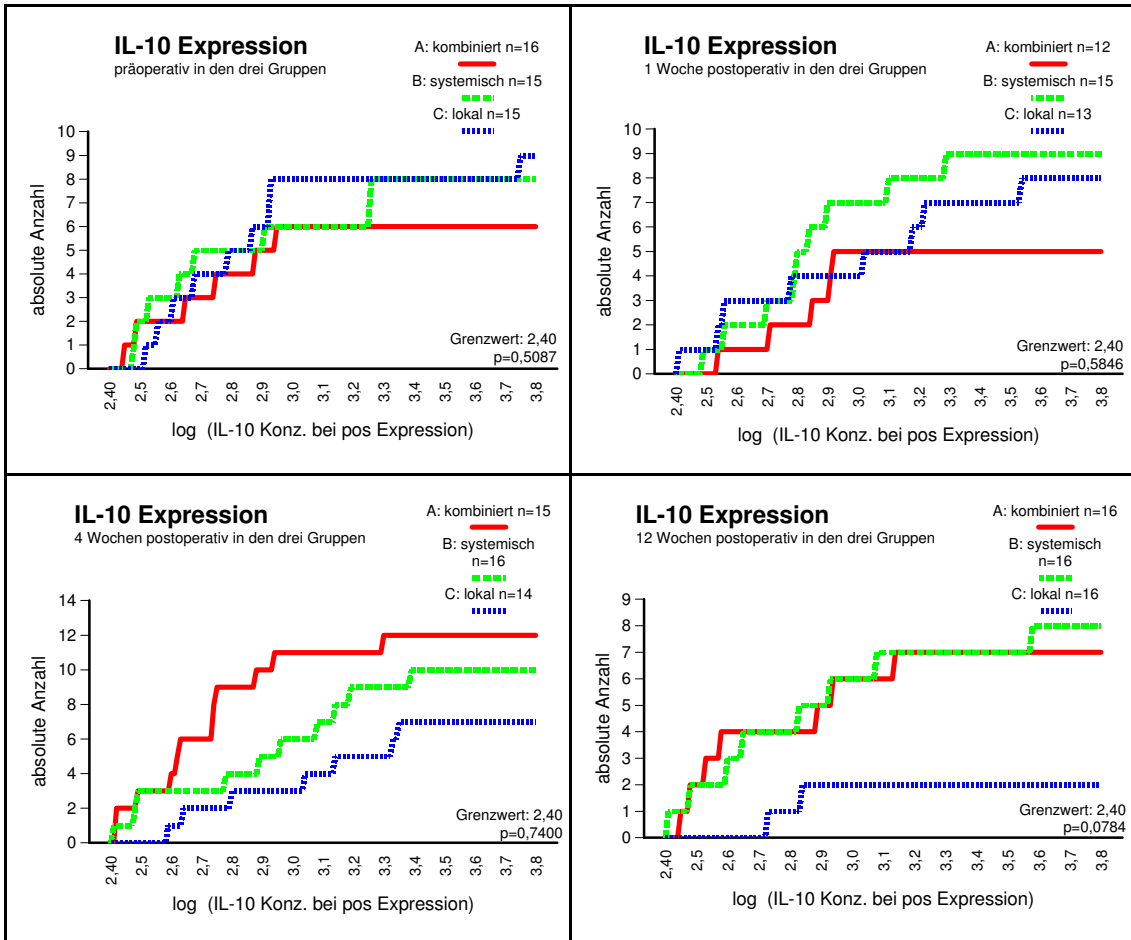 IL-10 Expression
präoperativ in den drei Gruppen
A: kombiniert n=16
B: systemisch n=15
C: lokal n=15
absolute Anzahl
10
9
8
7
6
5
4
3
2
1
0
Grenzwert: 2,40
p=0,5087
2,40 2,5 2,6 2,7 2,8 2,9 3,0 3,1 3,2 3,3 3,4 3,5 3,6 3,7 3,8
log (IL-10 Konz. bei pos Expression)
IL-10 Expression
1 Woche postoperativ in den drei Gruppen
A: kombiniert n=12
B: systemisch n=15
C: lokal n=13
absolute Anzahl
10
9
8
7
6
5
4
3
2
1
0
Grenzwert: 2,40
p=0,5846
2,40 2,5 2,6 2,7 2,8 2,9 3,0 3,1 3,2 3,3 3,4 3,5 3,6 3,7 3,8
log (IL-10 Konz. bei pos Expression)
IL-10 Expression
4 Wochen postoperativ in den drei Gruppen
A: kombiniert n=15
B: systemisch
n=16
C: lokal n=14
absolute Anzahl
14
12
10
8
6
4
2
0
Grenzwert: 2,40
p=0,7400
2,40 2,5 2,6 2,7 2,8 2,9 3,0 3,1 3,2 3,3 3,4 3,5 3,6 3,7 3,8
log (IL-10 Konz. bei pos Expression)
IL-10 Expression
12 Wochen postoperativ in den drei Gruppen
A: kombiniert n=16
B: systemisch
n=16
C: lokal n=16
absolute Anzahl
9
8
7
6
5
4
3
2
1
0
Grenzwert: 2,40
p=0,0784
2,40 2,5 2,6 2,7 2,8 2,9 3,0 3,1 3,2 3,3 3,4 3,5 3,6 3,7 3,8
log (IL-10 Konz. bei pos Expression)